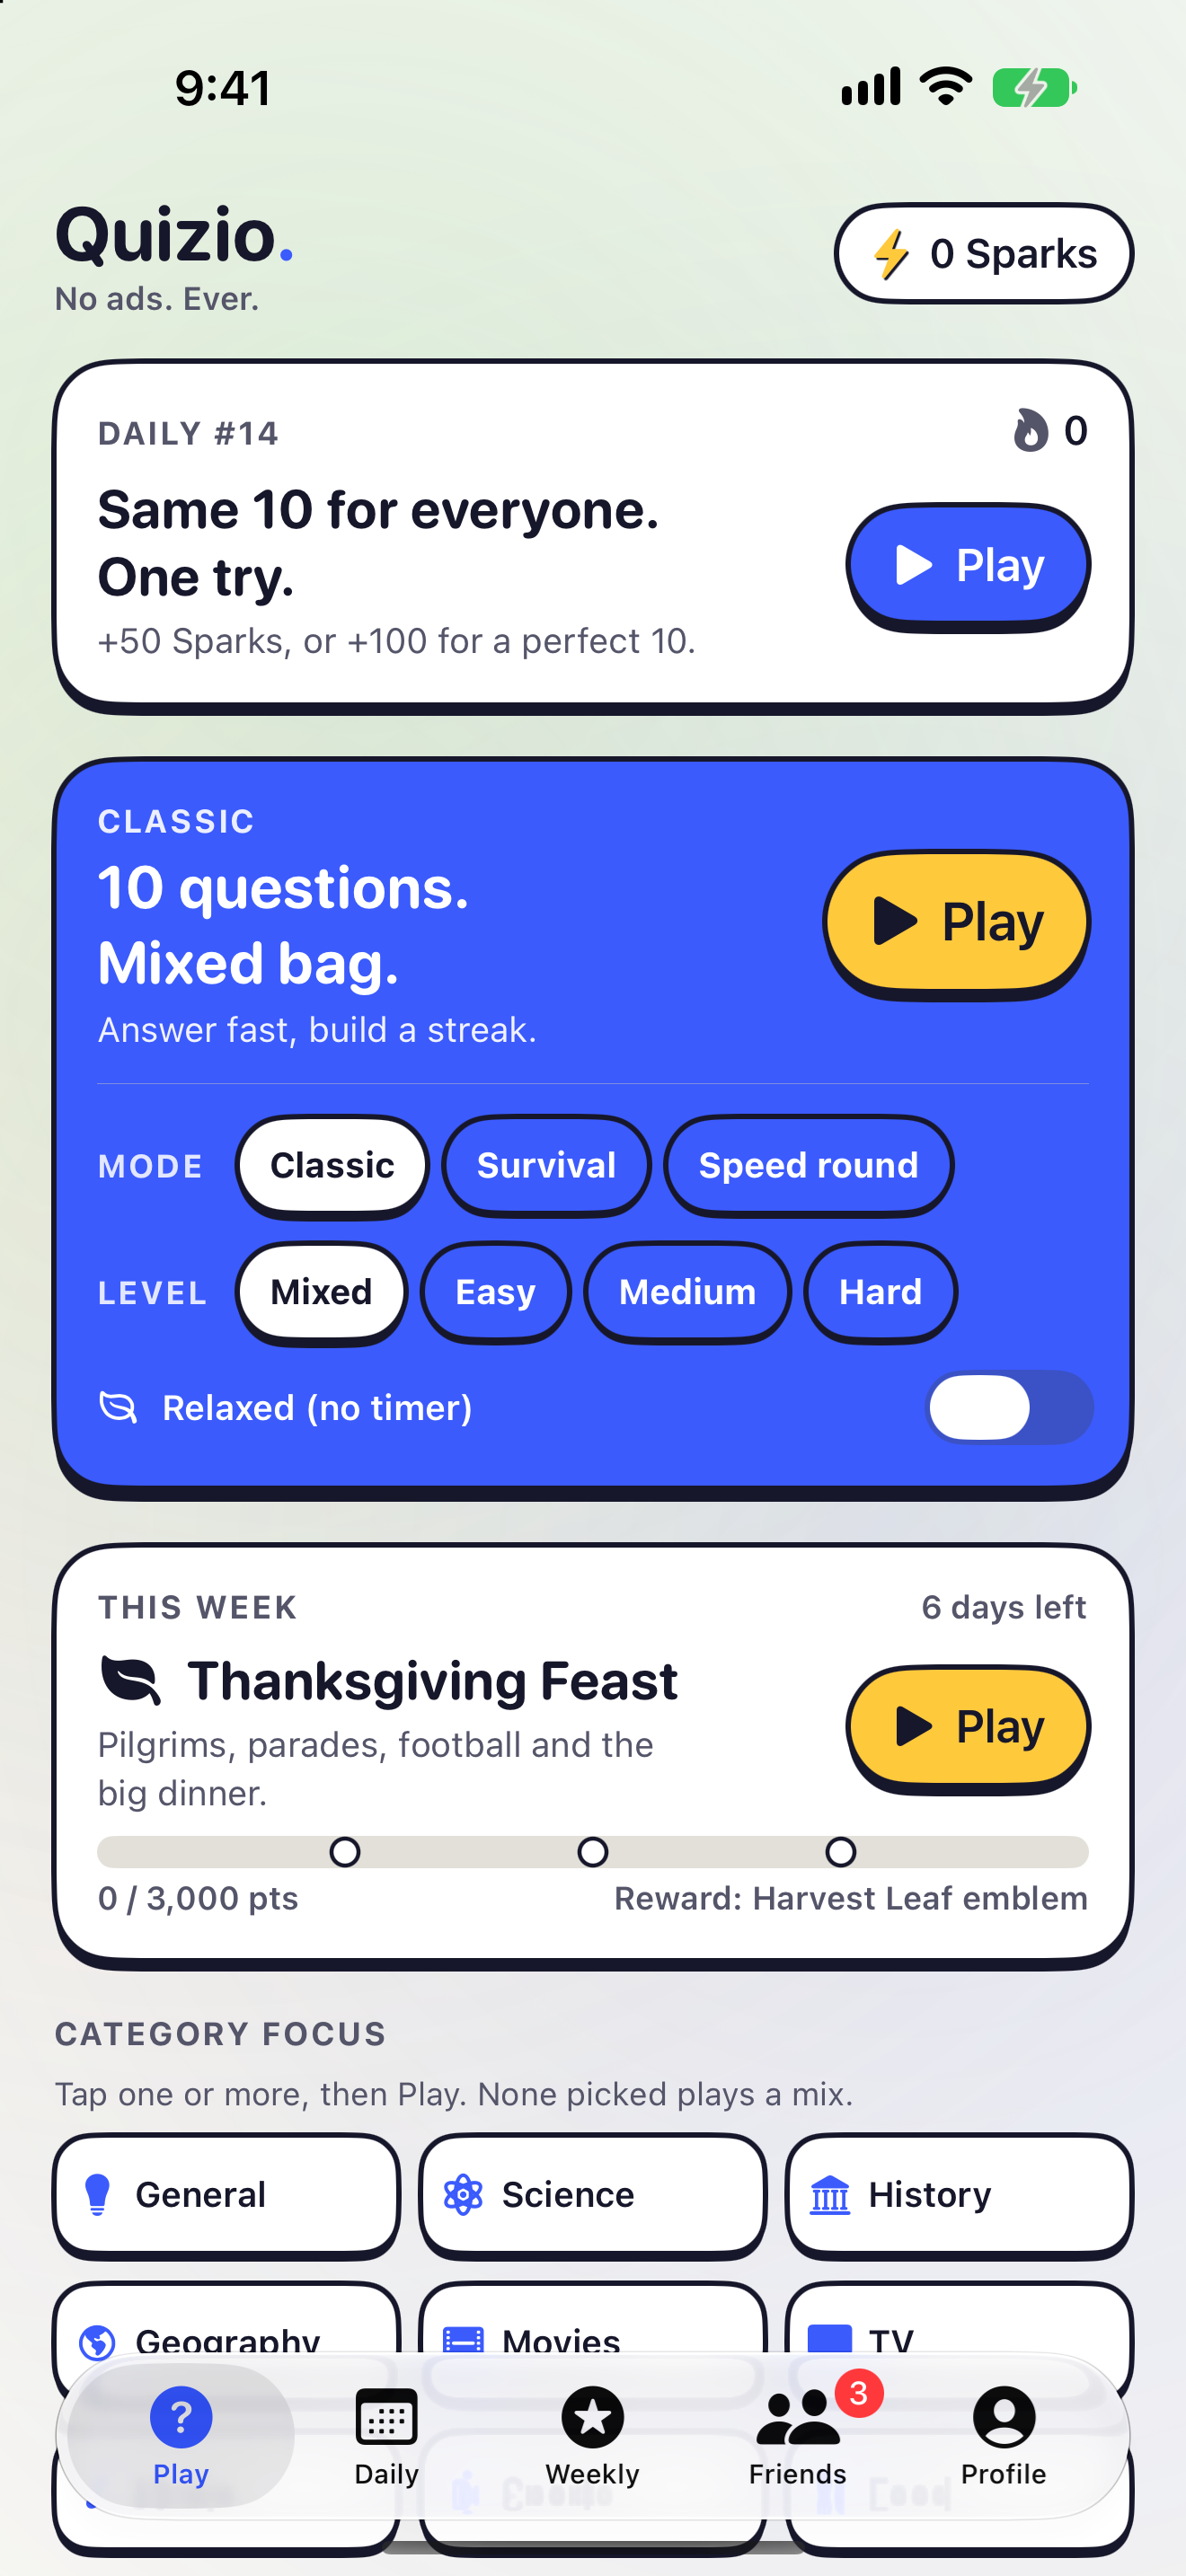 9:41
Quizio.
No ads. Ever.
0 Sparks
DAILY #14
0
Same 10 for everyone.
One try.
+50 Sparks, or +100 for a perfect 10.
Play
CLASSIC
10 questions.
Mixed bag.
Answer fast, build a streak.
Play
MODE
Classic
Survival
Speed round
LEVEL
Mixed
Easy
Medium
Hard
Relaxed (no timer)
THIS WEEK
6 days left
Thanksgiving Feast
Pilgrims, parades, football and the
big dinner.
Play
0 / 3,000 pts
Reward: Harvest Leaf emblem
CATEGORY FOCUS
Tap one or more, then Play. None picked plays a mix.
General
Science
History
Geography
Movies
TV
3
Play
Daily
Weekly
Friends
Profile